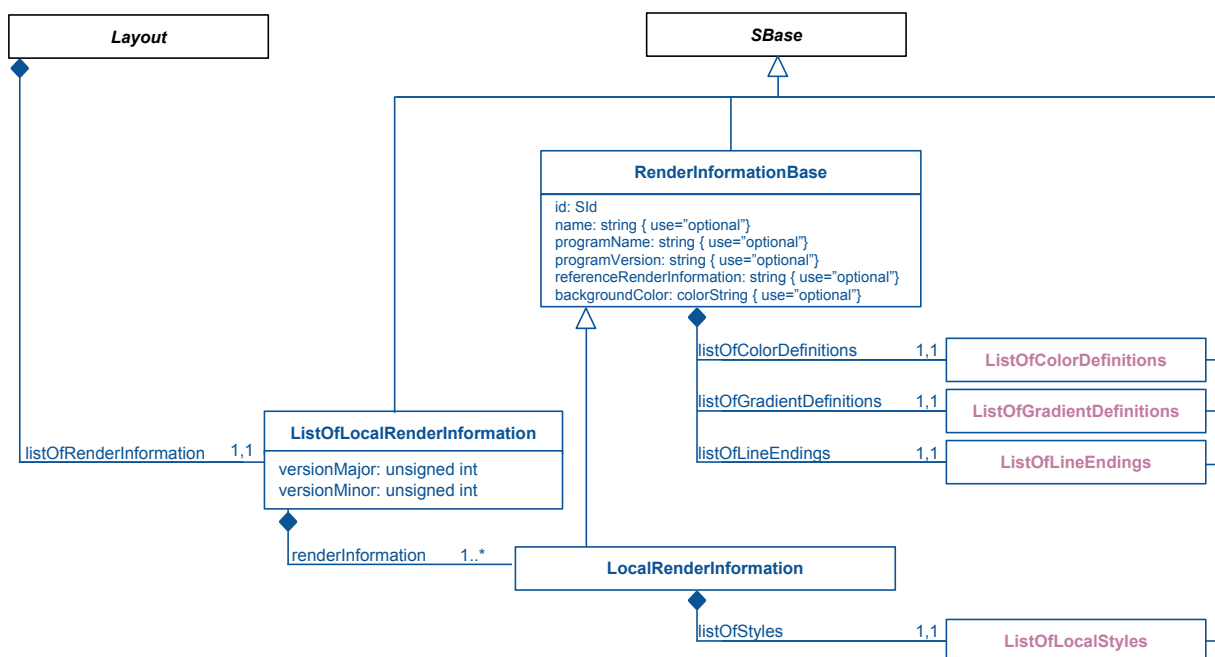 Layout
SBase
RenderInformationBase
id: SId
name: string { use=”optional”}
programName: string { use=”optional”}
programVersion: string { use=”optional”}
referenceRenderInformation: string { use=”optional”}
backgroundColor: colorString { use=”optional”}
listOfColorDefinitions 1,1 ListOfColorDefinitions
listOfGradientDefinitions 1,1 ListOfGradientDefinitions
listOfLineEndings 1,1 ListOfLineEndings
listOfRenderInformation 1,1
ListOfLocalRenderInformation
versionMajor: unsigned int
versionMinor: unsigned int
renderInformation 1..*
LocalRenderInformation
listOfStyles 1,1 ListOfLocalStyles